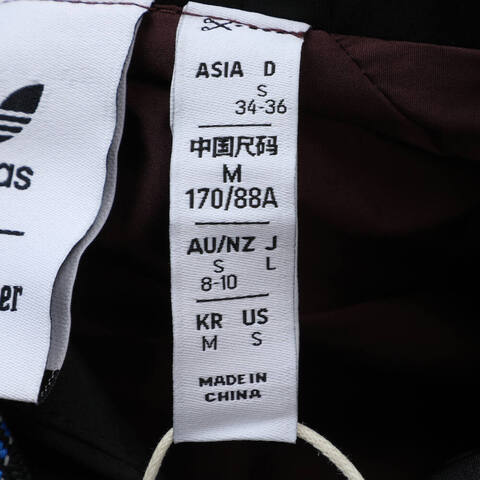 as
er
ASIA D
S
34-36
中国尺码
M
170/88A
AU/NZ J
S L
8-10
KR US
M S
MADE IN
CHINA